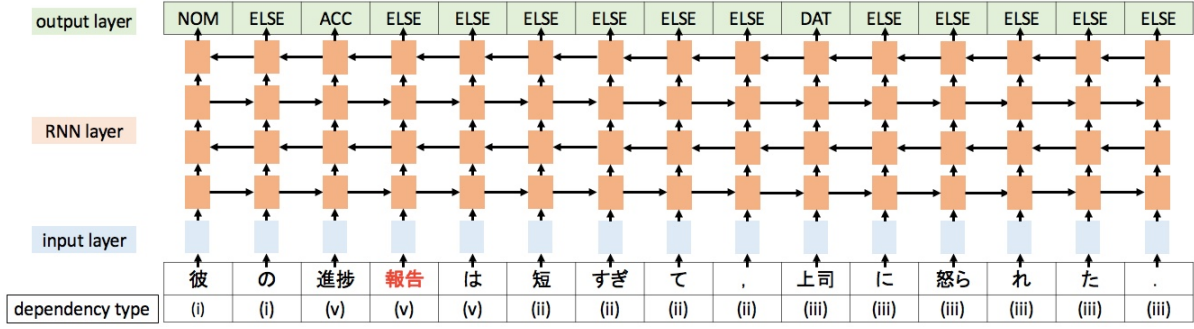 output layer NOM ELSE ACC ELSE ELSE ELSE ELSE ELSE ELSE DAT ELSE ELSE ELSE ELSE ELSE
RNN layer
input layer
彼 の 進捗 報告 は 短 すぎ て , 上司 に 怒ら れ た .
dependency type (i) (i) (v) (v) (v) (ii) (ii) (ii) (ii) (iii) (iii) (iii) (iii) (iii) (iii)